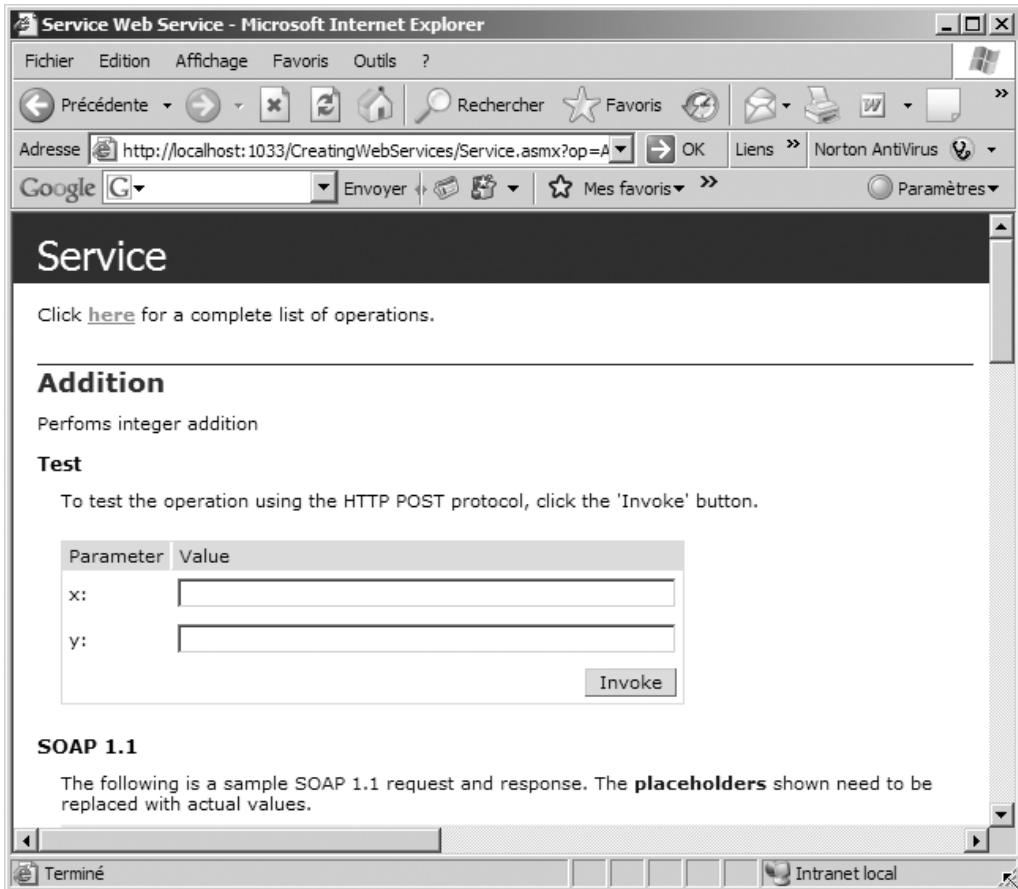 Service Web Service - Microsoft Internet Explorer
Fichier Edition Affichage Favoris Outils ?
Précédente Rechercher Favoris W »
Adresse http://localhost:1033/CreatingWebServices/Service.asmx?op=A OK Liens » Norton AntiVirus
Google G Envoyer Mes favoris » Paramètres
Service
Click here for a complete list of operations.
Addition
Perfoms integer addition
Test
To test the operation using the HTTP POST protocol, click the 'Invoke' button.
Parameter Value
x:
y:
Invoke
SOAP 1.1
The following is a sample SOAP 1.1 request and response. The placeholders shown need to be
replaced with actual values.
Terminé Intranet local